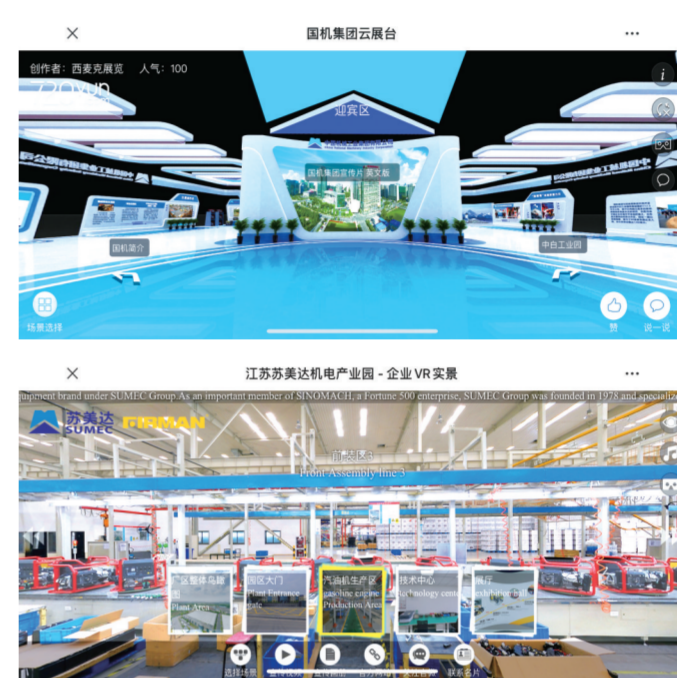 国机集团云展台
创作者：西麦克展览 人气：100
720yun
迎宾区
国机集团宣传片 英文版
国机简介
中白工业园
场景选择
赞
说一说
江苏苏美达机电产业园 - 企业VR实景
uipment brand under SUMEC Group As an important member of SINOMACH, a Fortune 500 enterprise, SUMEC Group was founded in 1978 and specializ
苏美达
SUMEC
FIRMAN
前装区3
Front Assembly line 3
厂区整体鸟瞰图
Plant Area
园区大门
Plant Entrance gate
汽油机生产区
gasoline engine Production Area
技术中心
technology cent
展厅
exhibition hall
选择场景
联系名片